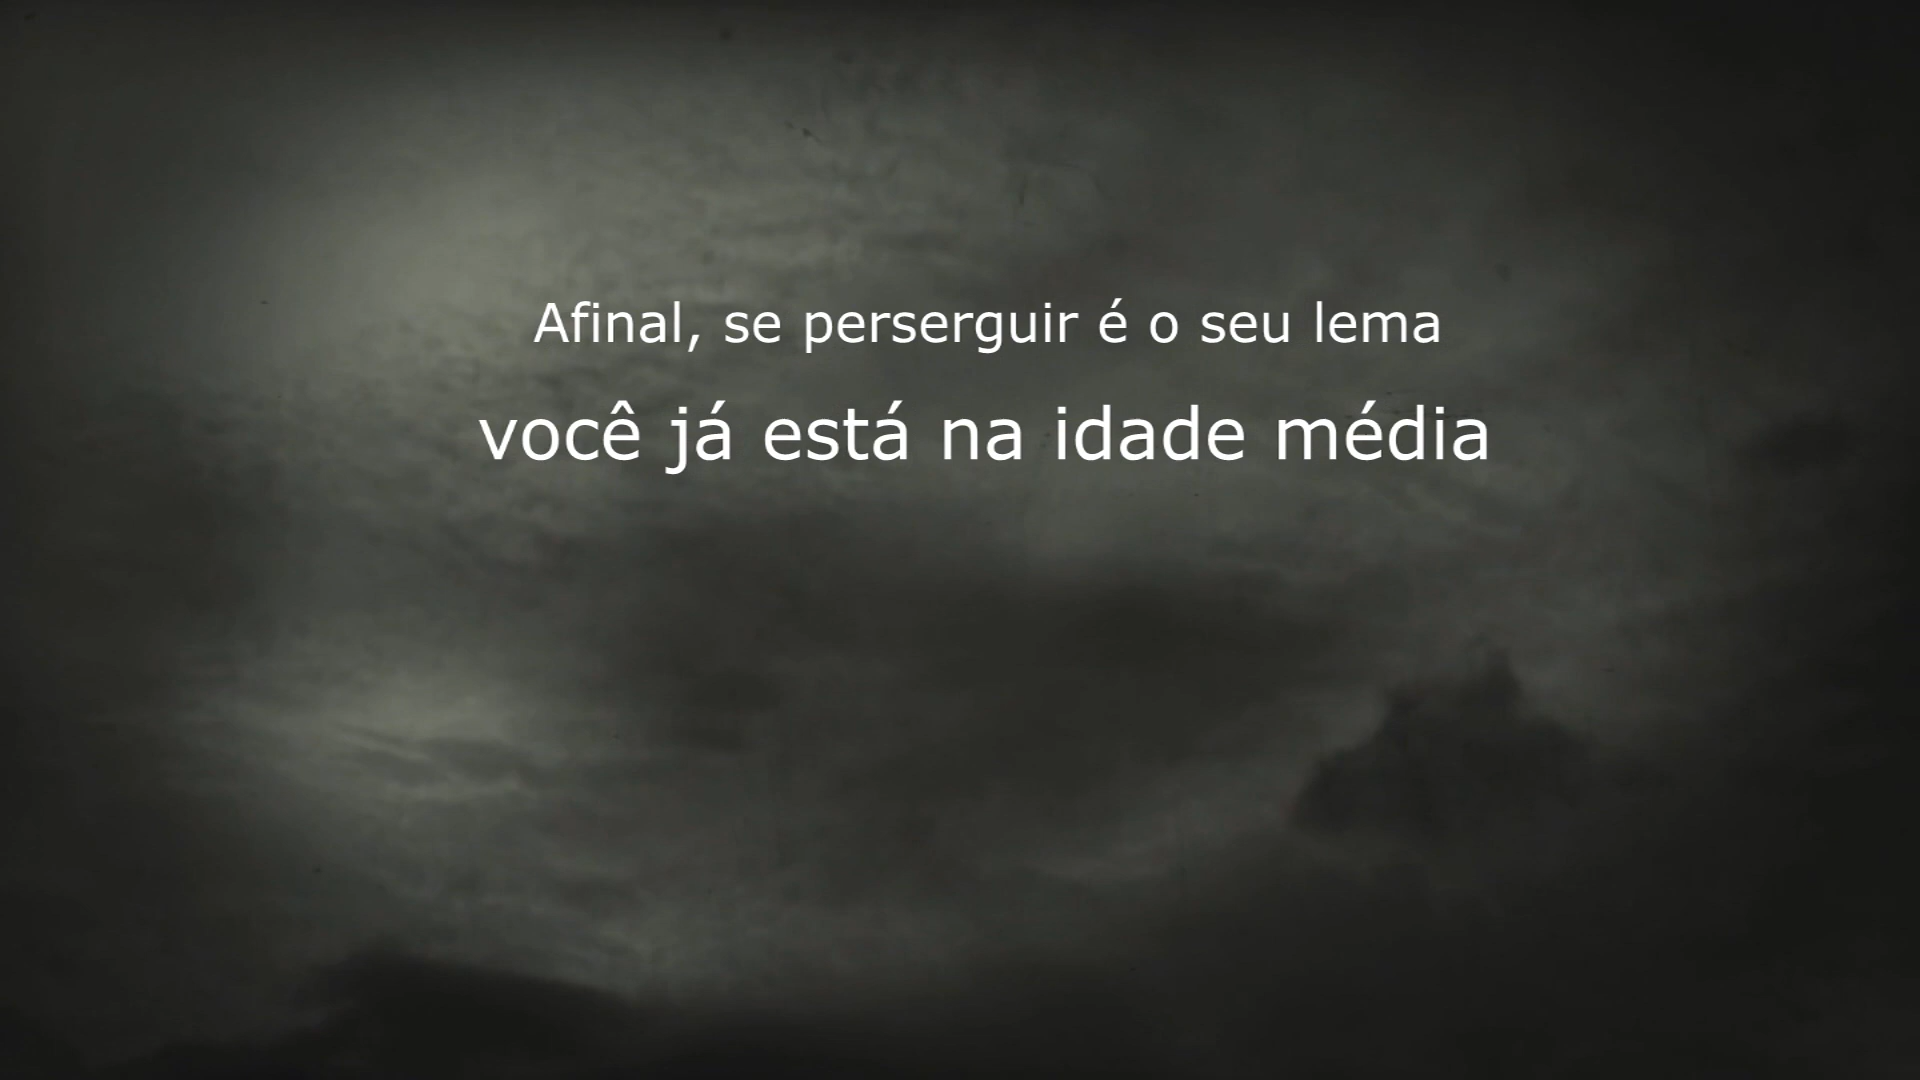 Afinal, se perserguir é o seu lema
você já está na idade média